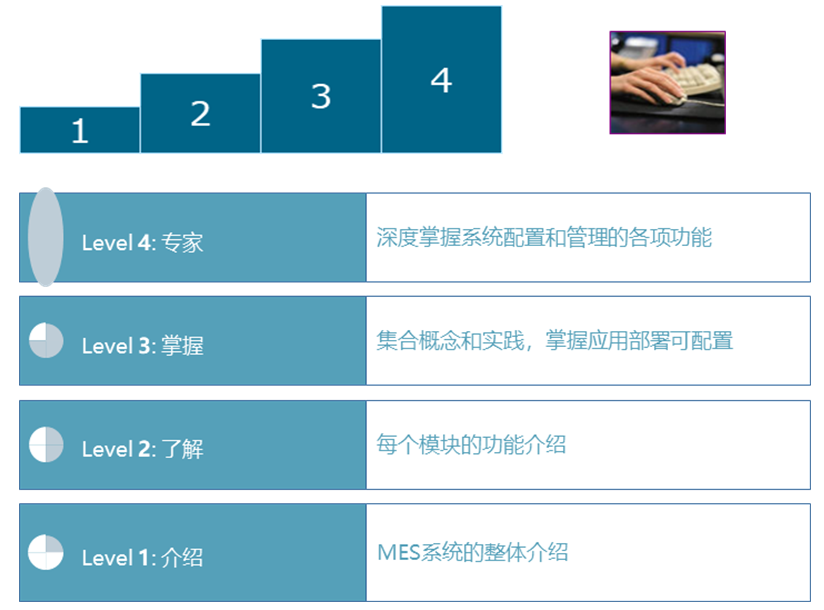 1
2
3
4
Level 4: 专家
深度掌握系统配置和管理的各项功能
Level 3: 掌握
集合概念和实践，掌握应用部署可配置
Level 2: 了解
每个模块的功能介绍
Level 1: 介绍
MES系统的整体介绍